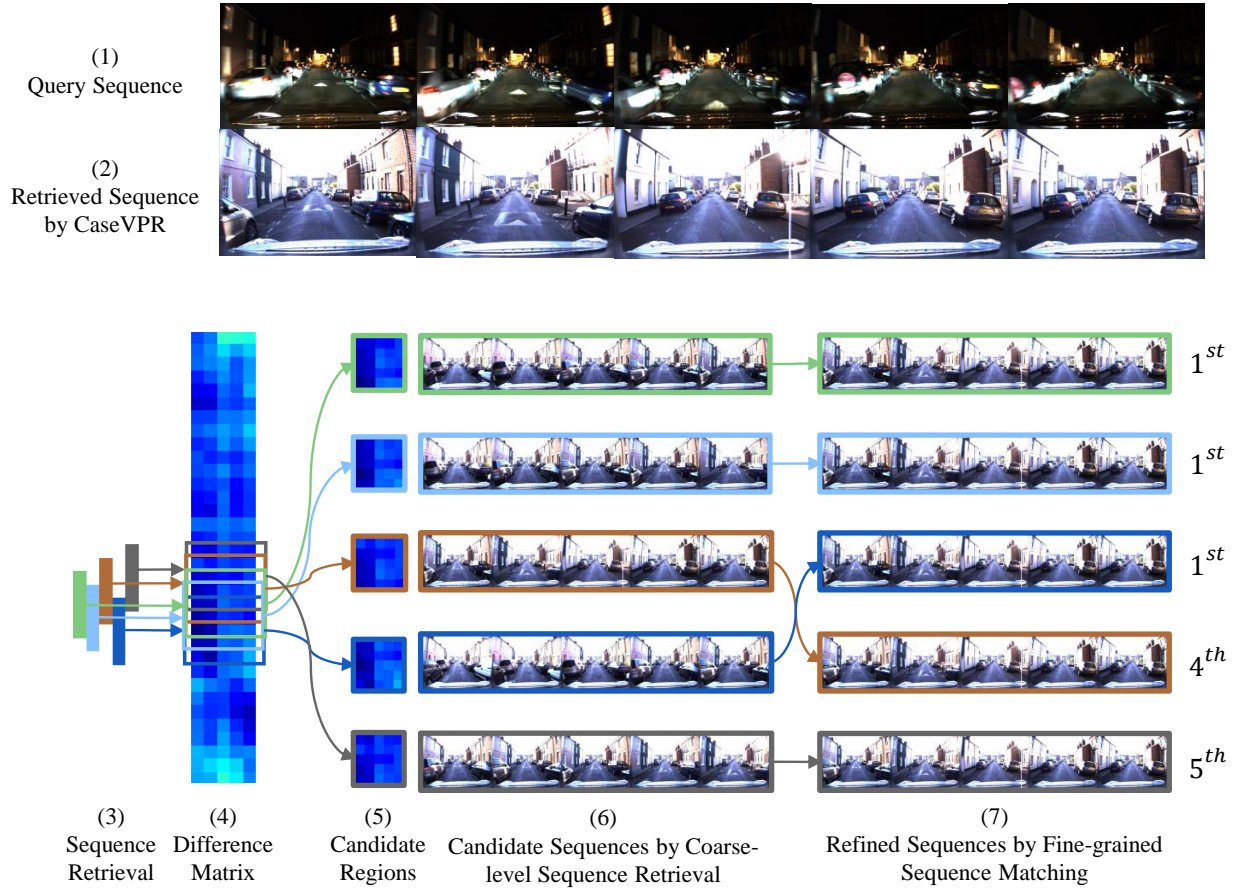 (1)
Query Sequence
(2)
Retrieved Sequence
by CaseVPR
1st
1st
1st
4th
5th
(3)
Sequence
Retrieval
(4)
Difference
Matrix
(5)
Candidate
Regions
(6)
Candidate Sequences by Coarse-
level Sequence Retrieval
(7)
Refined Sequences by Fine-grained
Sequence Matching